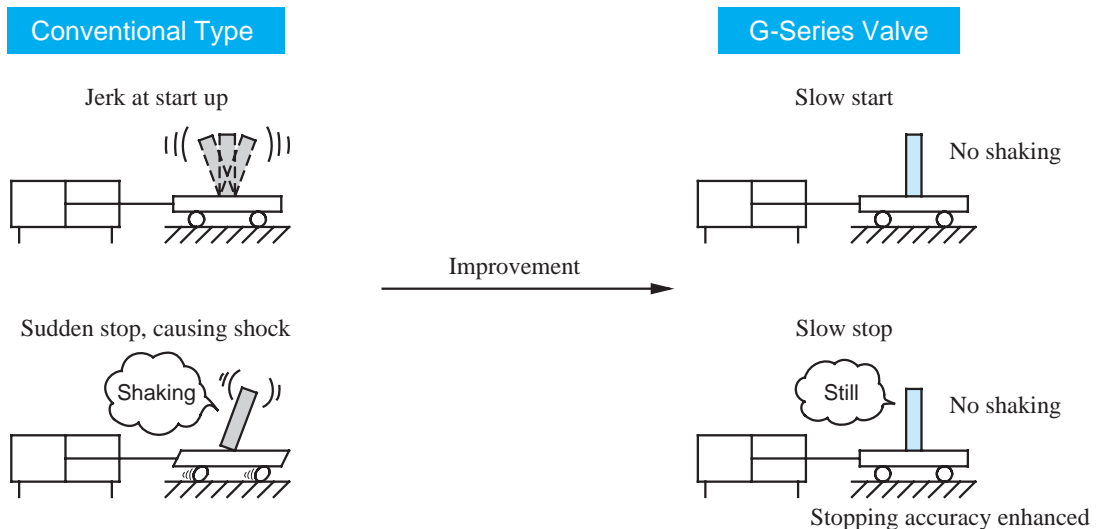 Conventional Type
G-Series Valve
Jerk at start up
Slow start
No shaking
Improvement
Sudden stop, causing shock
Slow stop
Shaking
Still
No shaking
Stopping accuracy enhanced